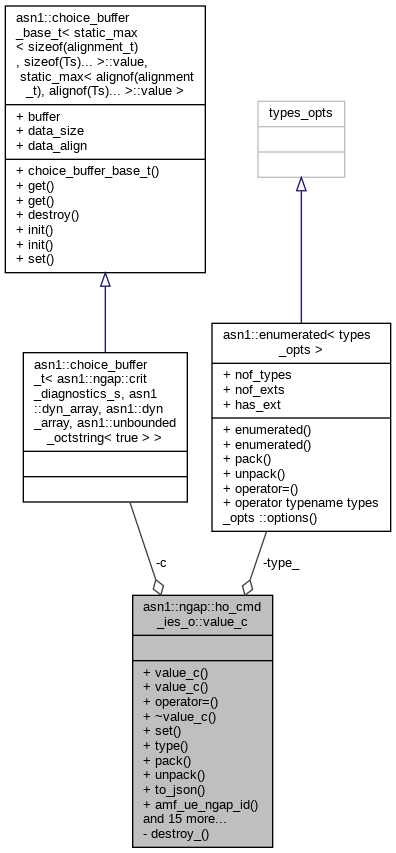 asn1::choice_buffer
_base_t< static_max
< sizeof(alignment_t)
, sizeof(Ts)... >::value,
static_max< alignof(alignment
_t), alignof(Ts)... >::value >
+ buffer
+ data_size
+ data_align
+ choice_buffer_base_t()
+ get()
+ get()
+ destroy()
+ init()
+ init()
+ set()
types_opts
asn1::choice_buffer
_t< asn1::ngap::crit
_diagnostics_s, asn1
::dyn_array, asn1::dyn
_array, asn1::unbounded
_octstring< true > >
asn1::enumerated< types
_opts >
+ nof_types
+ nof_exts
+ has_ext
+ enumerated()
+ enumerated()
+ pack()
+ unpack()
+ operator=()
+ operator typename types
_opts ::options()
-c
-type_
asn1::ngap::ho_cmd
_ies_o::value_c
+ value_c()
+ value_c()
+ operator=()
+ ~value_c()
+ set()
+ type()
+ pack()
+ unpack()
+ to_json()
+ amf_ue_ngap_id()
and 15 more...
- destroy_()